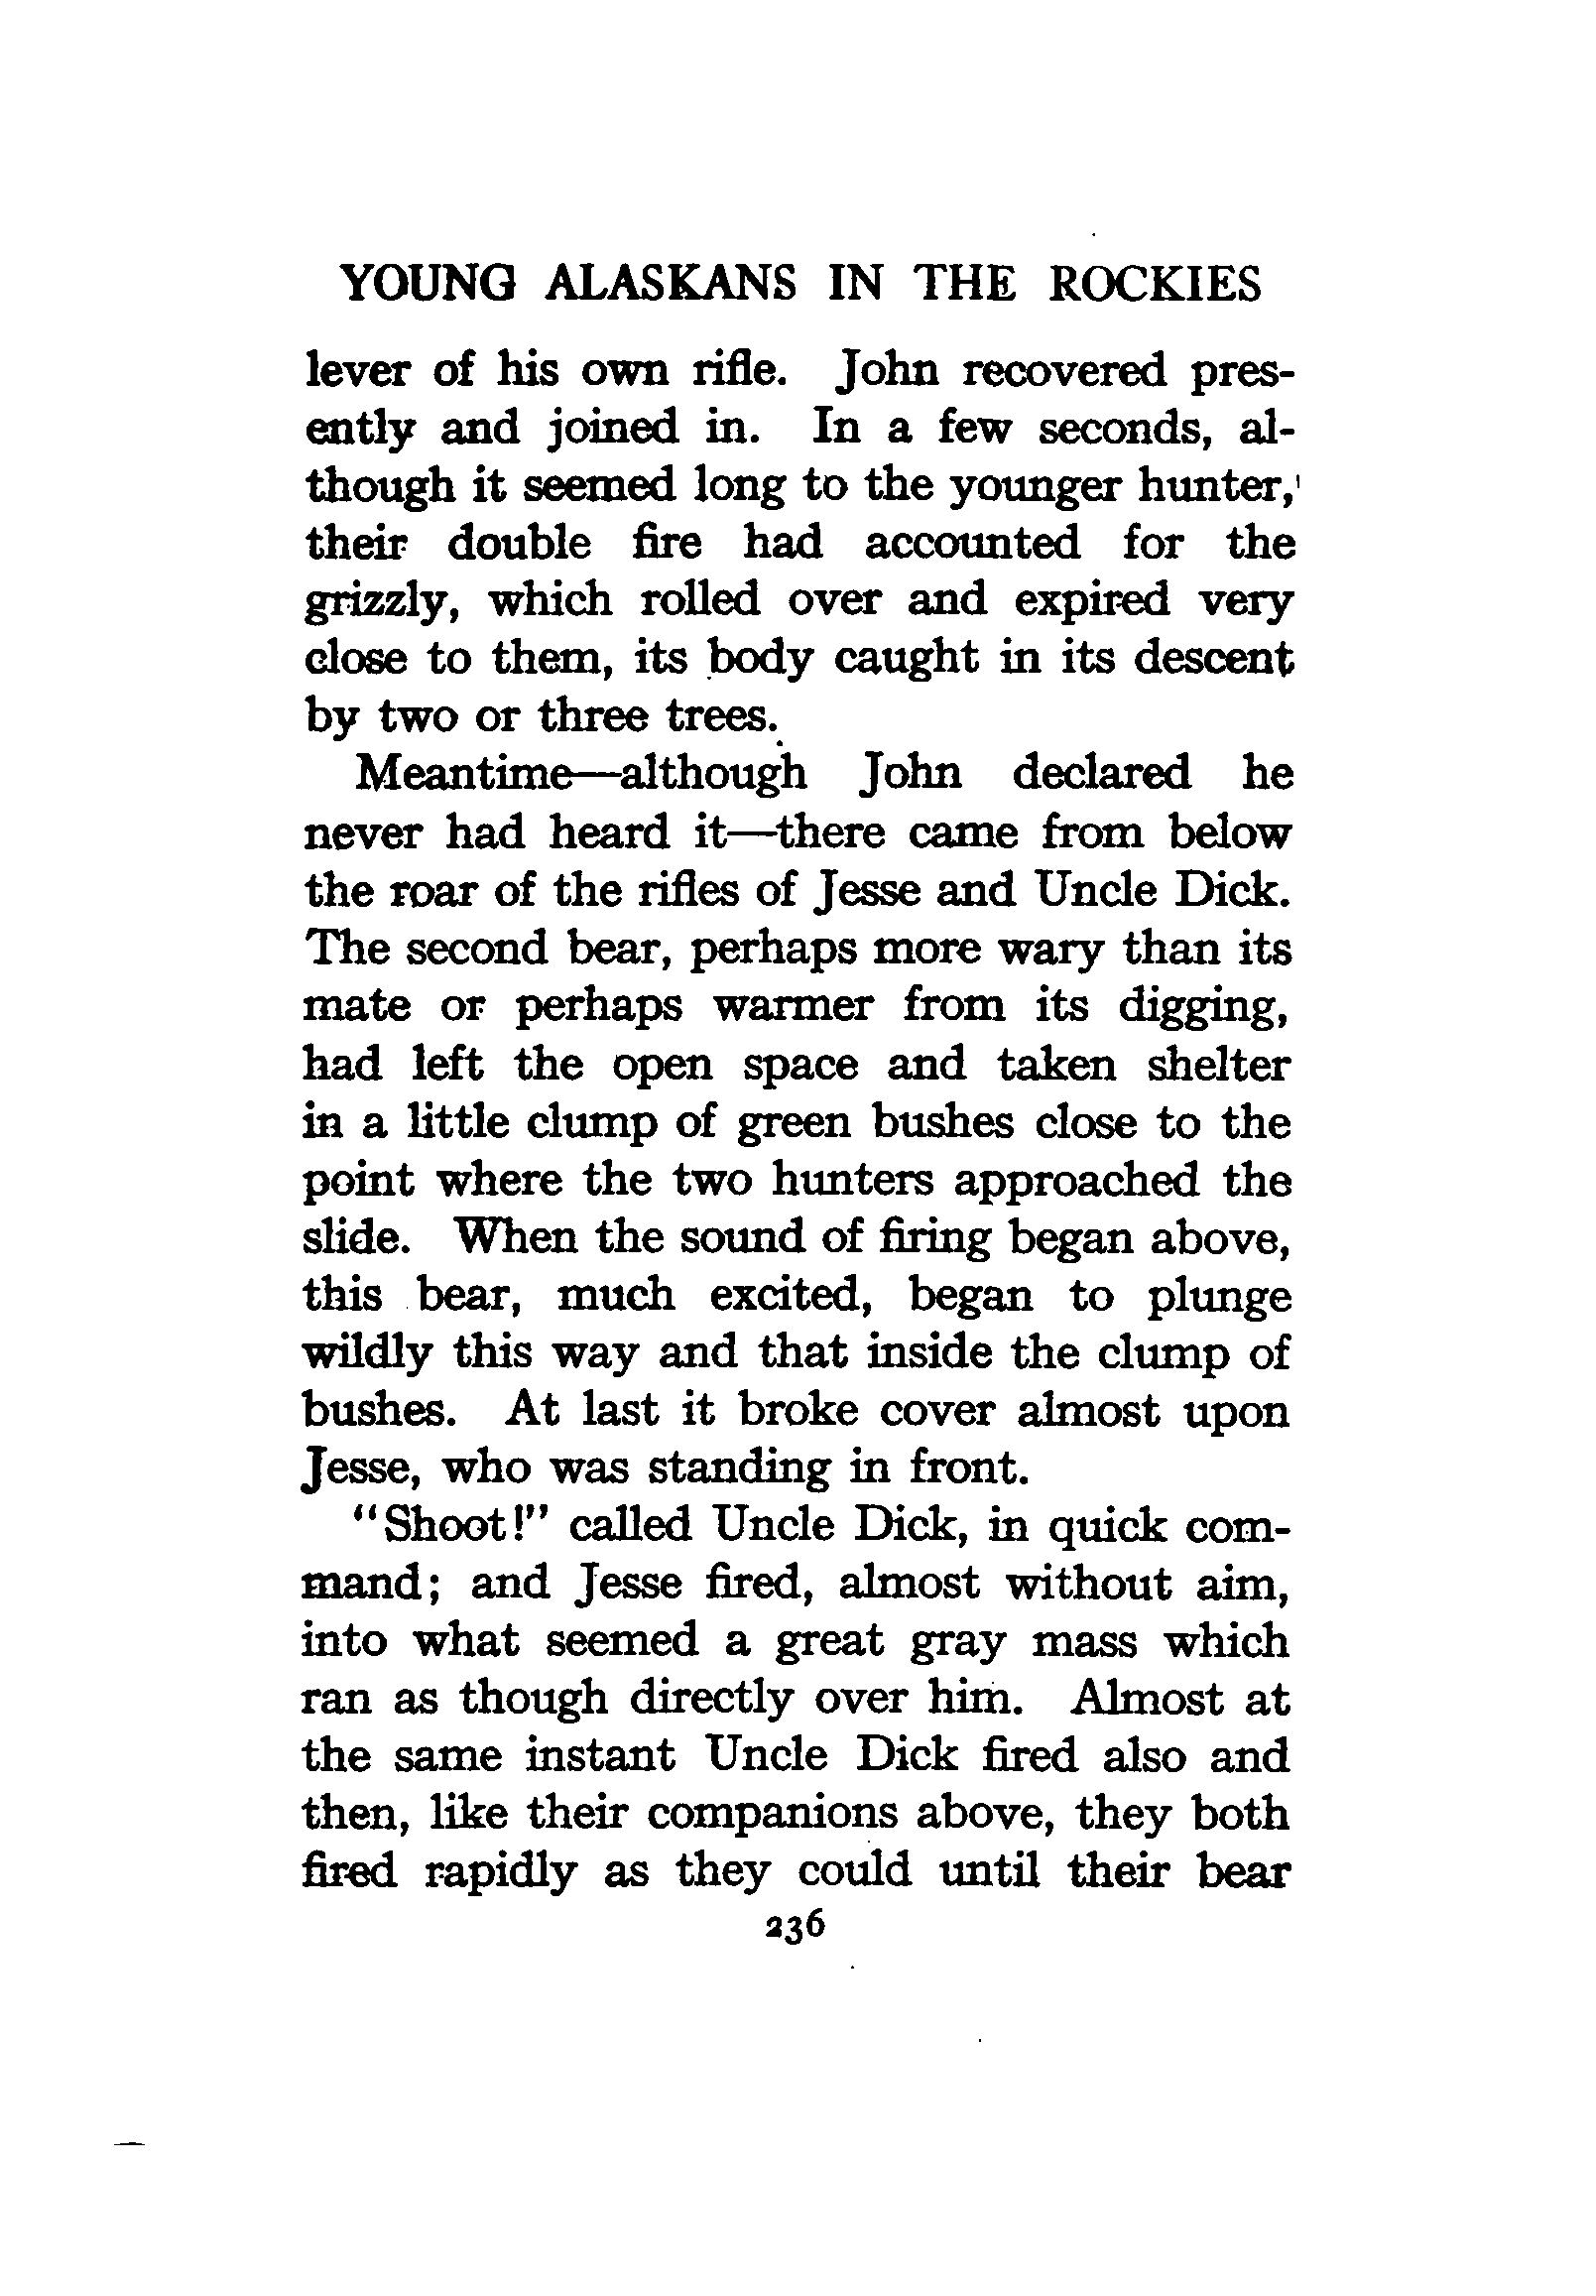 YOUNG ALASKANS IN THE ROCKIES
lever of his own rifle. John recovered pres-
ently and joined in. In a few seconds, al-
though it seemed long to the younger hunter,
their double fire had accounted for the
grizzly, which rolled over and expired very
close to them, its body caught in its descent
by two or three trees.
Meantime—although John declared he
never had heard it—there came from below
the roar of the rifles of Jesse and Uncle Dick.
The second bear, perhaps more wary than its
mate or perhaps warmer from its digging,
had left the open space and taken shelter
in a little clump of green bushes close to the
point where the two hunters approached the
slide. When the sound of firing began above,
this bear, much excited, began to plunge
wildly this way and that inside the clump of
bushes. At last it broke cover almost upon
Jesse, who was standing in front.
"Shoot!" called Uncle Dick, in quick com-
mand; and Jesse fired, almost without aim,
into what seemed a great gray mass which
ran as though directly over him. Almost at
the same instant Uncle Dick fired also and
then, like their companions above, they both
fired rapidly as they could until their bear
236